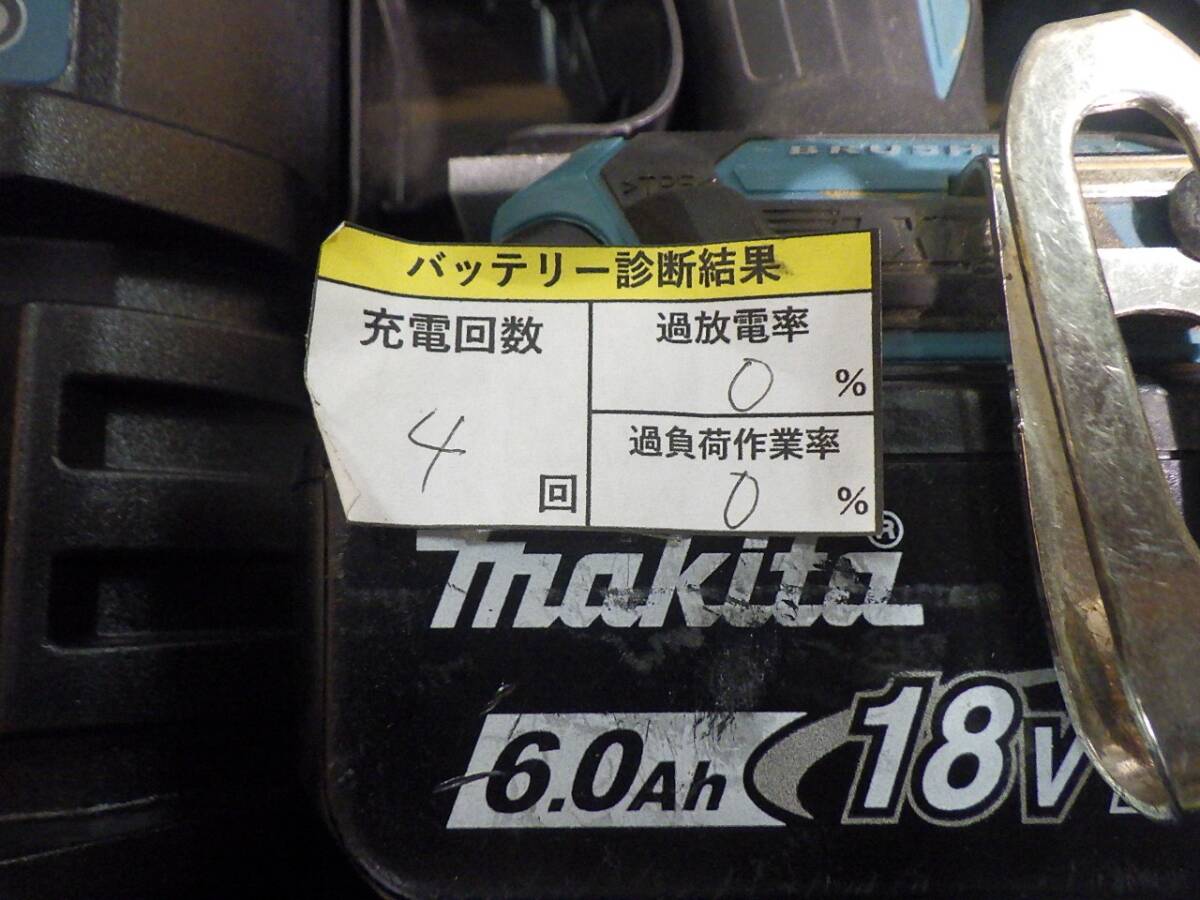 バッテリー診断結果
充電回数
4
回
過放電率
0 %
過負荷作業率
0 %
makita®
6.0Ah
18V